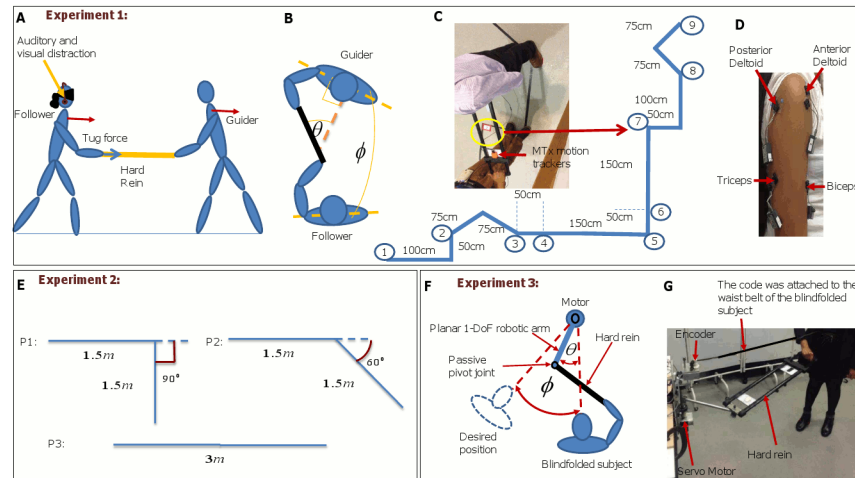 A
Experiment 1:
Auditory and
visual distraction
Follower
Tug force
Guider
Hard
Rein
B
Guider
θ
ϕ
Follower
C
MTx motion
trackers
1
100cm
2
50cm
75cm
75cm
3
50cm
4
150cm
5
50cm
6
150cm
7
50cm
100cm
8
75cm
75cm
9
D
Posterior
Deltoid
Anterior
Deltoid
Triceps
Biceps
E
Experiment 2:
P1:
1.5m
1.5m
90°
P2:
1.5m
1.5m
60°
P3:
3m
F
Experiment 3:
Motor
Planar 1-DoF robotic arm
Hard rein
θ
Passive
pivot joint
ϕ
Desired
position
Blindfolded subject
G
The code was attached to the
waist belt of the blindfolded
subject
Encoder
Hard rein
Servo Motor